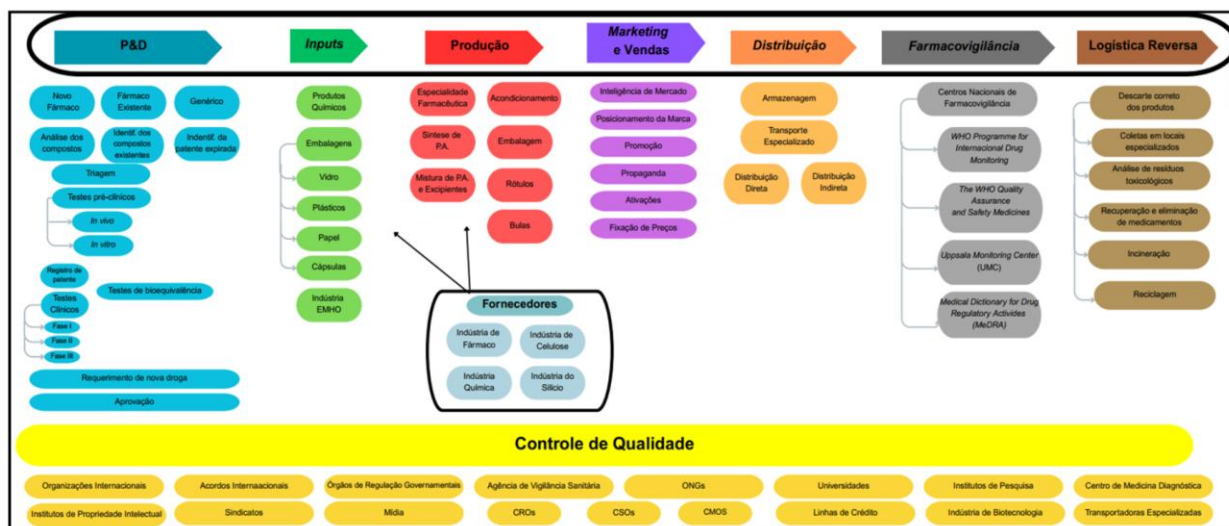 P&D
Inputs
Produção
Marketing
e Vendas
Distribuição
Farmacovigilância
Logística Reversa
Novo
Fármaco
Fármaco
Existente
Genérico
Análise dos
compostos
Identif. dos
compostos
existentes
Indentif. da
patente expirada
Triagem
Testes pré-clínicos
In vivo
In vitro
Registro de
patente
Testes de bioequivalência
Testes
Clínicos
Fase I
Fase II
Fase III
Requerimento de nova droga
Aprovação
Produtos
Químicos
Embalagens
Vidro
Plásticos
Papel
Cápsulas
Indústria
EMHO
Especialidade
Farmacêutica
Acondicionamento
Síntese de
P.A.
Embalagem
Mistura de P.A.
e Excipientes
Rótulos
Bulas
Fornecedores
Indústria de
Fármaco
Indústria de
Celulose
Indústria
Química
Indústria do
Silício
Inteligência de Mercado
Posicionamento da Marca
Promoção
Propaganda
Ativações
Fixação de Preços
Armazenagem
Transporte
Especializado
Distribuição
Direta
Distribuição
Indireta
Centros Nacionais de
Farmacovigilância
WHO Programme for
Internacional Drug
Monitoring
The WHO Quality
Assurance
and Safety Medicines
Uppsala Monitoring Center
(UMC)
Medical Dictionary for Drug
Regulatory Activides
(MeDRA)
Descarte correto
dos produtos
Coletas em locais
especializados
Análise de resíduos
toxicológicos
Recuperação e eliminação
de medicamentos
Incineração
Reciclagem
Controle de Qualidade
Organizações Internacionais
Acordos Internaacionais
Órgãos de Regulação Governamentais
Agência de Vigilância Sanitária
ONGs
Universidades
Institutos de Pesquisa
Centro de Medicina Diagnóstica
Institutos de Propriedade Intelectual
Sindicatos
Mídia
CROs
CSOs
CMOS
Linhas de Crédito
Indústria de Biotecnologia
Transportadoras Especializadas